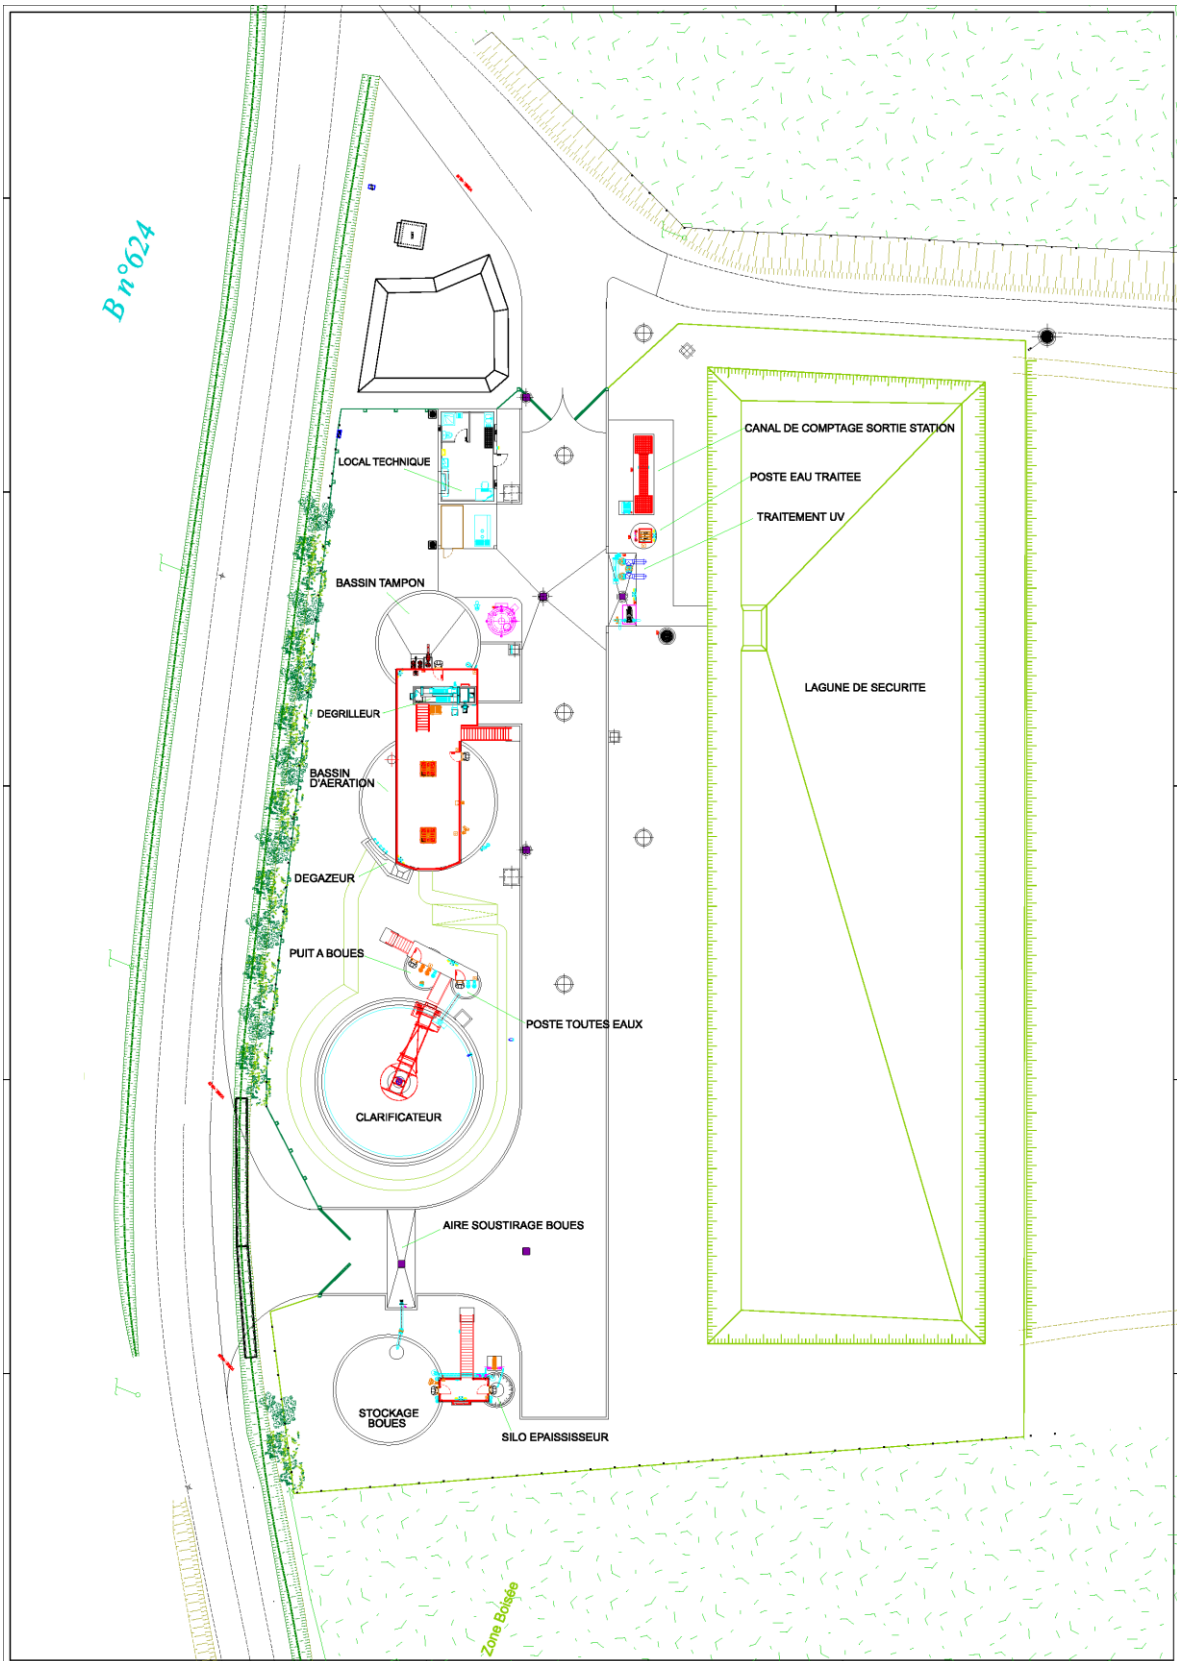 B n°624
CANAL DE COMPTAGE SORTIE STATION
LOCAL TECHNIQUE
POSTE EAU TRAITEE
TRAITEMENT UV
BASSIN TAMPON
LAGUNE DE SECURITE
DEGRILLEUR
BASSIN
D'AERATION
DEGAZEUR
PUIT A BOUES
POSTE TOUTES EAUX
CLARIFICATEUR
AIRE SOUSTIRAGE BOUES
STOCKAGE
BOUES
SILO EPAISSISSEUR
Zone Boisée